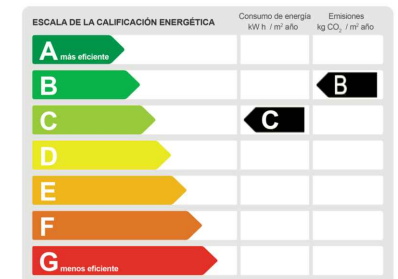 ESCALA DE LA CALIFICACIÓN ENERGÉTICA
Consumo de energía
kW h / m² año
Emisiones
kg CO₂ / m² año
A más eficiente
B
B
C
C
D
E
F
G menos eficiente